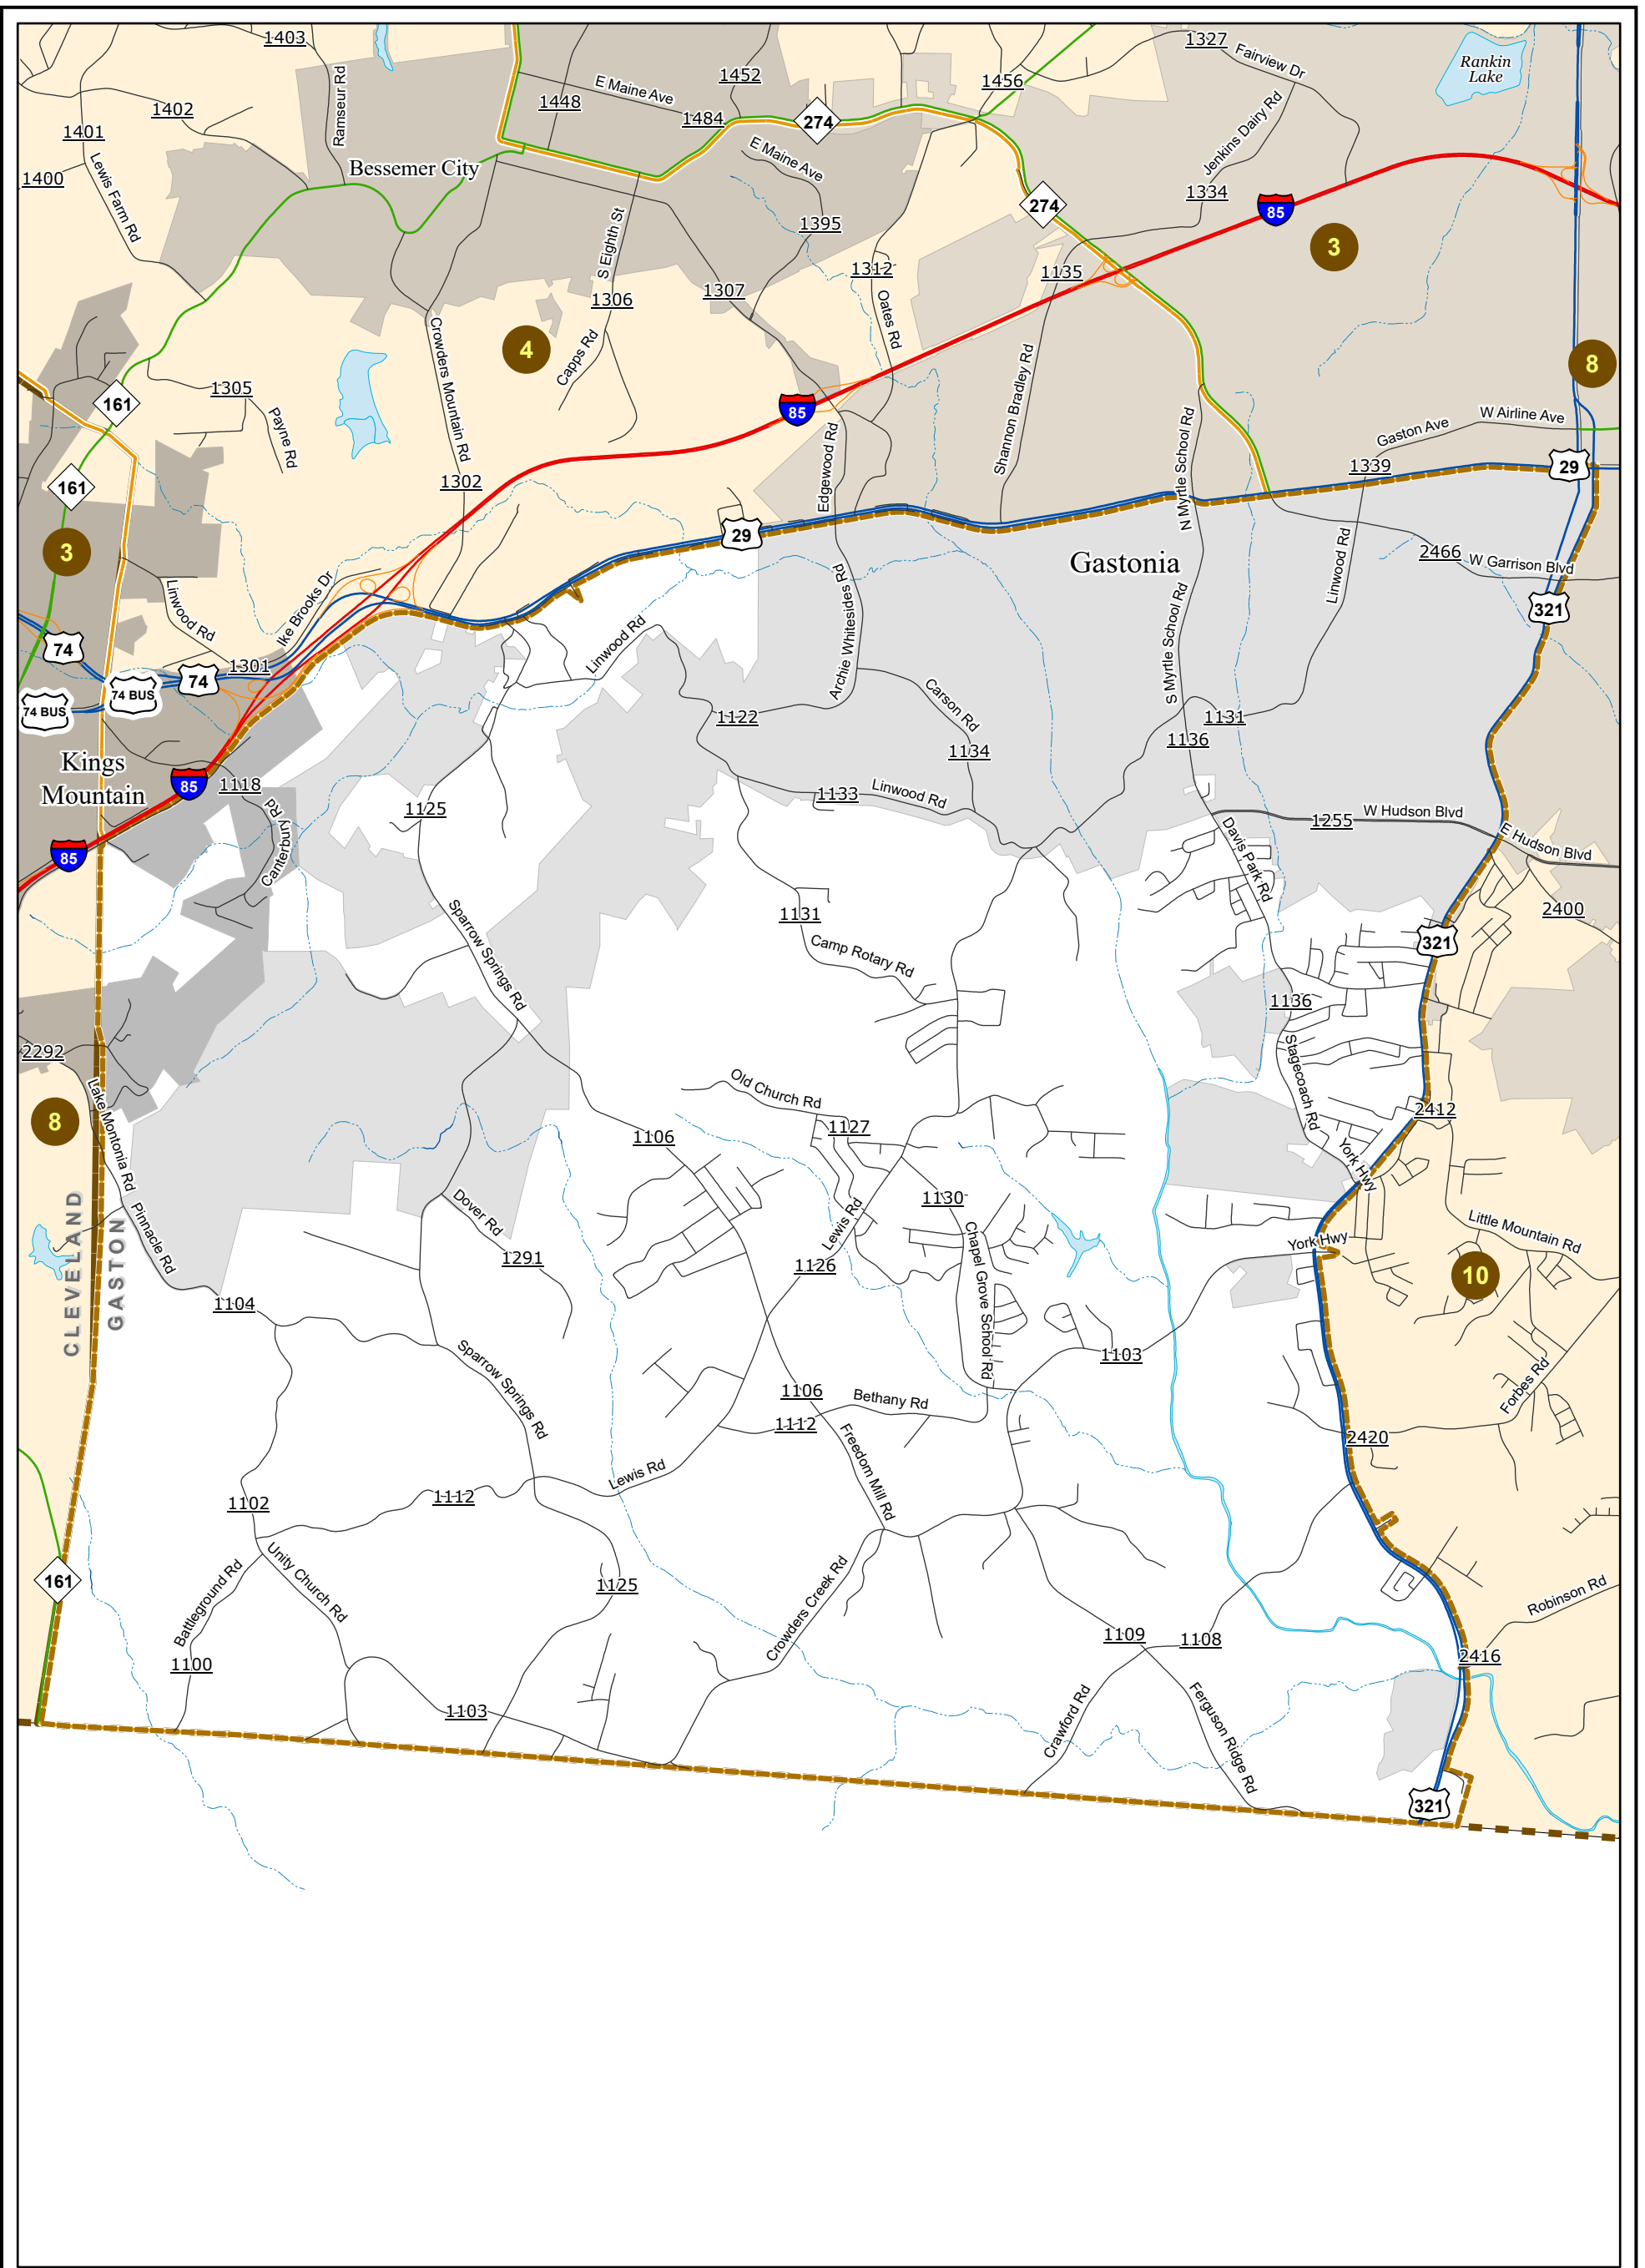 1403
1327
Fairview Dr
Rankin
Lake
1452
1456
Ramseur Rd
E Maine Ave
1448
1402
1484
274
Jenkins Dairy Rd
1401
E Maine Ave
Bessemer City
1400
Lewis Farm Rd
1334
274
85
1395
3
S Eighth St
1312
1135
1307
1306
Oates Rd
4
Crowders Mountain Rd
Capps Rd
8
1305
161
85
Shannon Bradley Rd
W Airline Ave
Gaston Ave
Payne Rd
N Myrtle School Rd
Edgewood Rd
1339
29
161
1302
29
3
Gastonia
2466
W Garrison Blvd
Linwood Rd
Linwood Rd
Ike Brooks Dr
321
Archie Whitesides Rd
S Myrtle School Rd
Linwood Rd
74
1301
74
74 BUS
74 BUS
Carson Rd
1122
1131
1136
1134
Kings
Mountain
85
1118
1133
Linwood Rd
1125
W Hudson Blvd
1255
E Hudson Blvd
Canterbury Rd
85
Davis Park Rd
1131
2400
Sparrow Springs Rd
Camp Rotary Rd
321
1136
2292
Stagecoach Rd
Old Church Rd
Lake Montonia Rd
2412
8
1127
1106
York Hwy
1130
Dover Rd
Pinnacle Rd
Lewis Rd
Little Mountain Rd
CLEVELAND
GASTON
York Hwy
1291
1126
Chapel Grove School Rd
10
1104
1103
Sparrow Springs Rd
1106
Bethany Rd
Forbes Rd
1112
Freedom Mill Rd
2420
Lewis Rd
1112
1102
161
Unity Church Rd
1125
Battleground Rd
Crowders Creek Rd
Robinson Rd
1109
1108
2416
1100
1103
Crawford Rd
Ferguson Ridge Rd
321